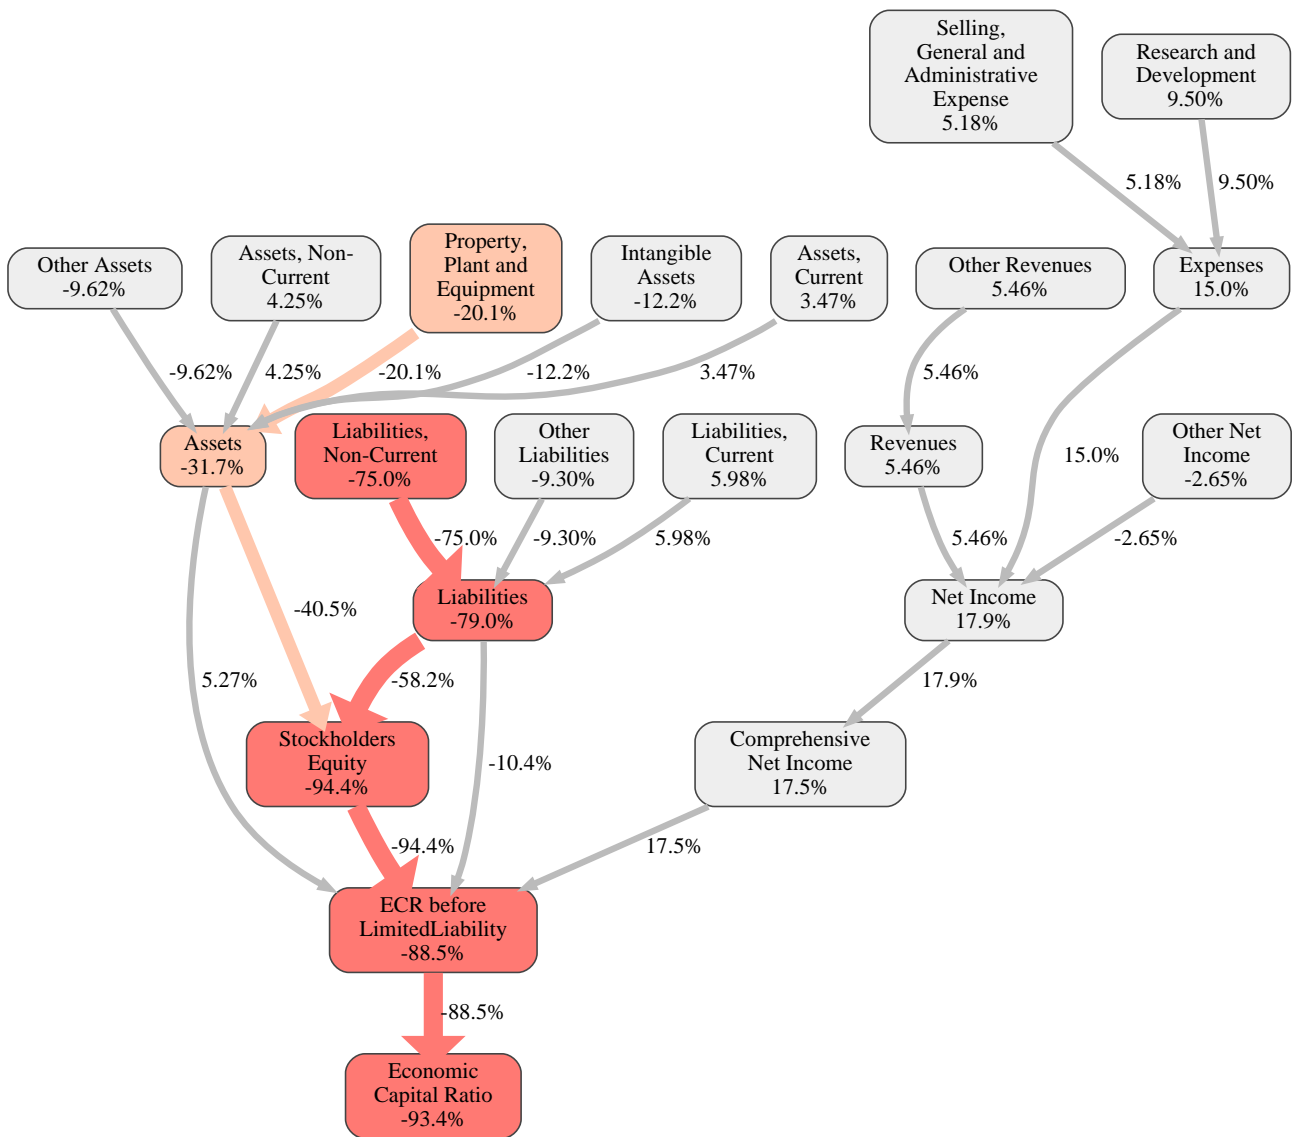 Selling,
General and
Administrative
Expense
5.18%
Research and
Development
9.50%
5.18%
9.50%
Other Assets
-9.62%
Assets, Non-
Current
4.25%
Property,
Plant and
Equipment
-20.1%
Intangible
Assets
-12.2%
Assets,
Current
3.47%
Other Revenues
5.46%
Expenses
15.0%
-9.62%
4.25%
-20.1%
-12.2%
3.47%
5.46%
Assets
-31.7%
Liabilities,
Non-Current
-75.0%
Other
Liabilities
-9.30%
Liabilities,
Current
5.98%
Revenues
5.46%
15.0%
Other Net
Income
-2.65%
-75.0%
-9.30%
5.98%
5.46%
-2.65%
-40.5%
Liabilities
-79.0%
Net Income
17.9%
5.27%
-58.2%
17.9%
Stockholders
Equity
-94.4%
-10.4%
Comprehensive
Net Income
17.5%
-94.4%
17.5%
ECR before
LimitedLiability
-88.5%
-88.5%
Economic
Capital Ratio
-93.4%